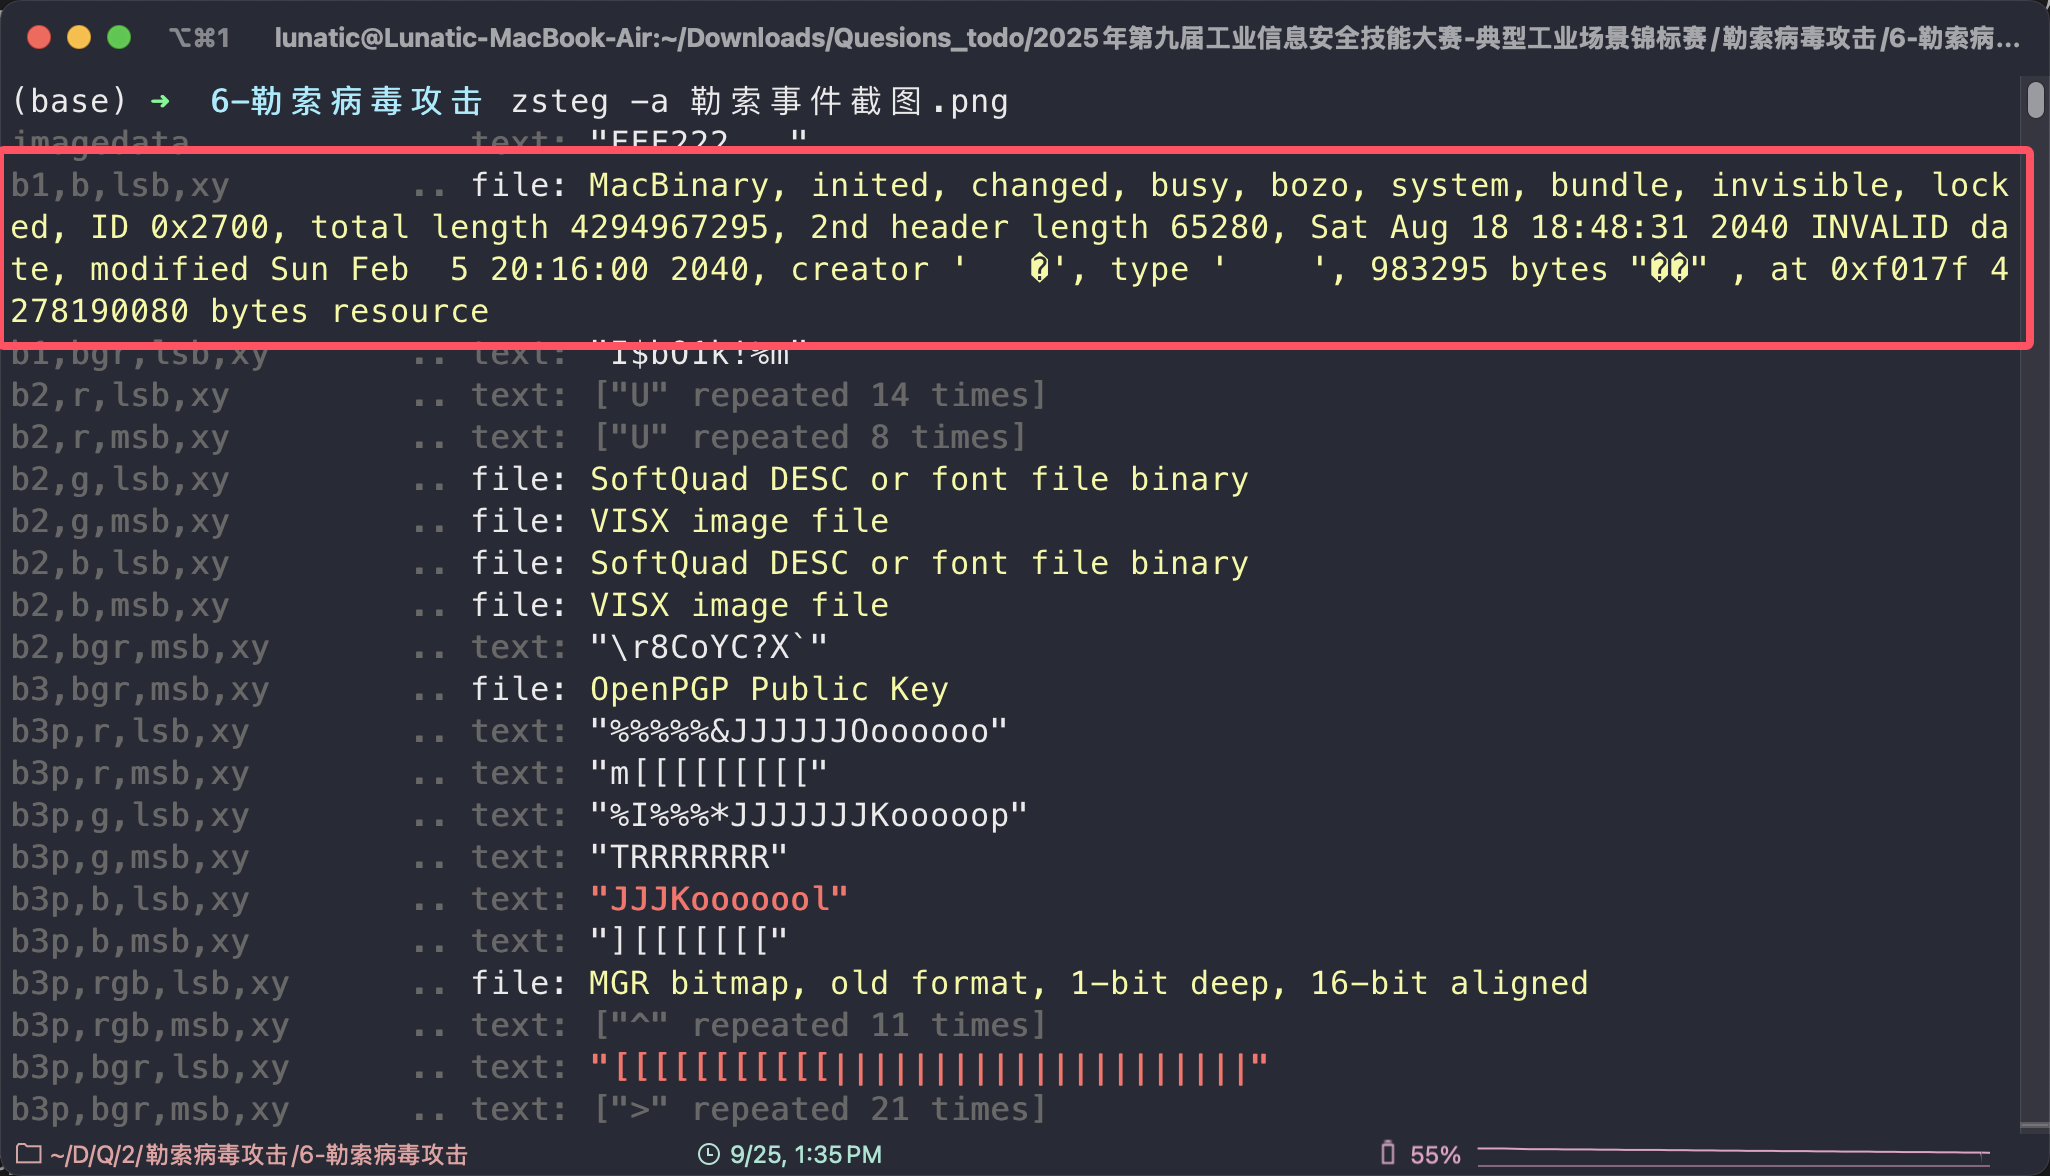 ⌥⌘1 lunatic@Lunatic-MacBook-Air:~/Downloads/Quesions_todo/2025年第九届工业信息安全技能大赛-典型工业场景锦标赛/勒索病毒攻击/6-勒索病...
(base) ➜ 6-勒索病毒攻击 zsteg -a 勒索事件截图.png
imagedata text: "EEE222 "
b1,b,lsb,xy .. file: MacBinary, inited, changed, busy, bozo, system, bundle, invisible, lock
ed, ID 0x2700, total length 4294967295, 2nd header length 65280, Sat Aug 18 18:48:31 2040 INVALID da
te, modified Sun Feb  5 20:16:00 2040, creator '   �', type '    ', 983295 bytes "��" , at 0xf017f 4
278190080 bytes resource
b1,bgr,lsb,xy .. text: "I$bO1k!%m"
b2,r,lsb,xy .. text: ["U" repeated 14 times]
b2,r,msb,xy .. text: ["U" repeated 8 times]
b2,g,lsb,xy .. file: SoftQuad DESC or font file binary
b2,g,msb,xy .. file: VISX image file
b2,b,lsb,xy .. file: SoftQuad DESC or font file binary
b2,b,msb,xy .. file: VISX image file
b2,bgr,msb,xy .. text: "\r8CoYC?X`"
b3,bgr,msb,xy .. file: OpenPGP Public Key
b3p,r,lsb,xy .. text: "%%%%%&JJJJJJOoooooo"
b3p,r,msb,xy .. text: "m[[[[[[[[["
b3p,g,lsb,xy .. text: "%I%%%*JJJJJJJKooooop"
b3p,g,msb,xy .. text: "TRRRRRRR"
b3p,b,lsb,xy .. text: "JJJKooooool"
b3p,b,msb,xy .. text: "][[[[[[["
b3p,rgb,lsb,xy .. file: MGR bitmap, old format, 1-bit deep, 16-bit aligned
b3p,rgb,msb,xy .. text: ["^" repeated 11 times]
b3p,bgr,lsb,xy .. text: "[[[[[[[[[[[|||||||||||||||||||||"
b3p,bgr,msb,xy .. text: [">" repeated 21 times]
~/D/Q/2/勒索病毒攻击/6-勒索病毒攻击 9/25, 1:35 PM 55%